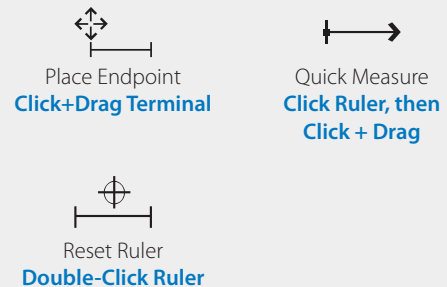 Place Endpoint
Click+Drag Terminal
Quick Measure
Click Ruler, then
Click + Drag
Reset Ruler
Double-Click Ruler